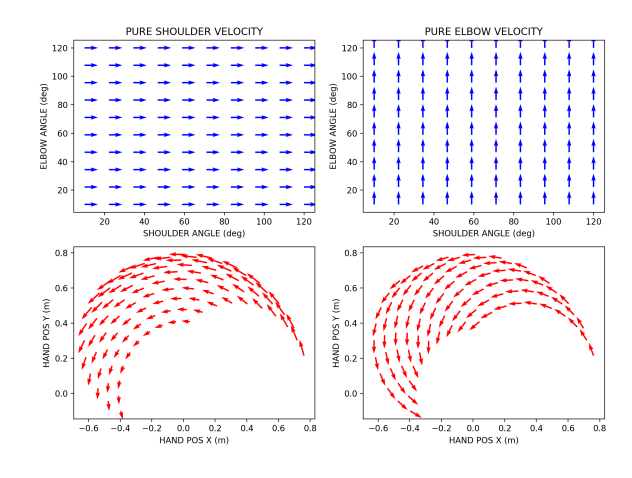 PURE SHOULDER VELOCITY
120
100
80
60
40
20
ELBOW ANGLE (deg)
20 40 60 80 100 120
SHOULDER ANGLE (deg)
PURE ELBOW VELOCITY
120
100
80
60
40
20
ELBOW ANGLE (deg)
20 40 60 80 100 120
SHOULDER ANGLE (deg)
0.8
0.6
0.4
0.2
0.0
HAND POS Y (m)
−0.6 −0.4 −0.2 0.0 0.2 0.4 0.6 0.8
HAND POS X (m)
0.8
0.6
0.4
0.2
0.0
HAND POS Y (m)
−0.6 −0.4 −0.2 0.0 0.2 0.4 0.6 0.8
HAND POS X (m)